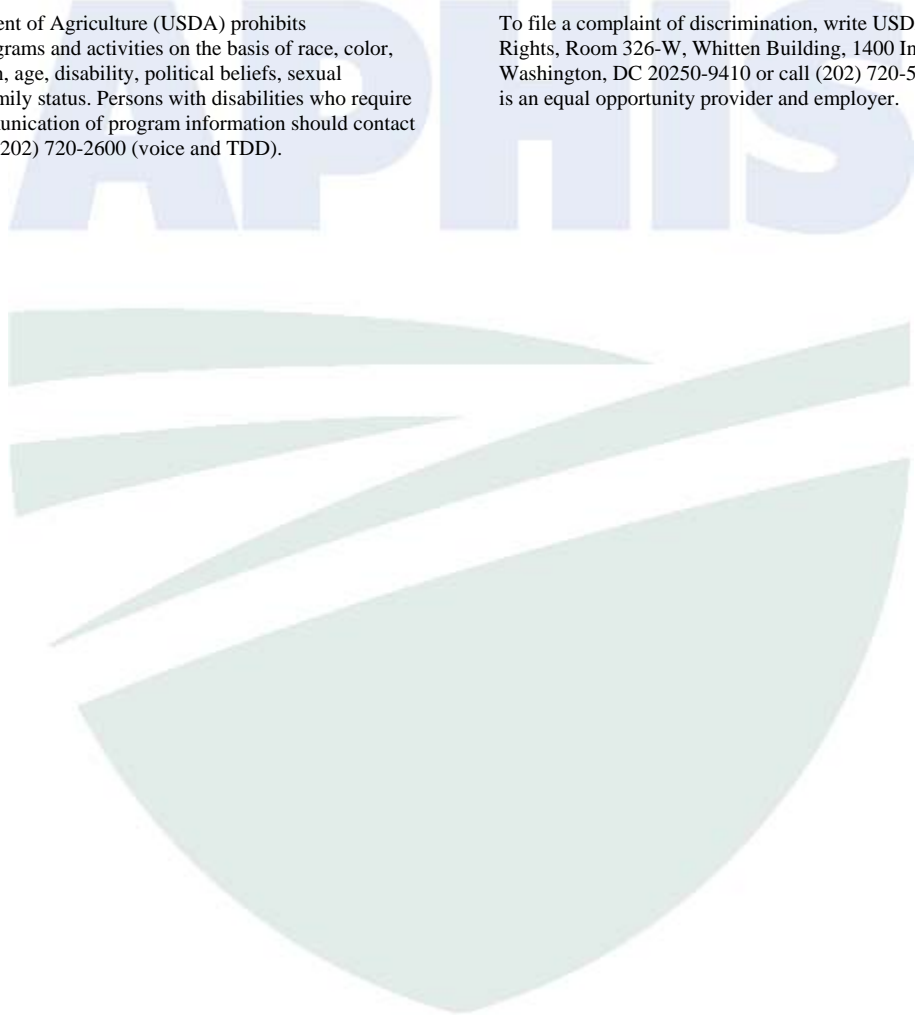 ent of Agriculture (USDA) prohibits
grams and activities on the basis of race, color,
, age, disability, political beliefs, sexual
mily status. Persons with disabilities who require
unication of program information should contact
202) 720-2600 (voice and TDD).
To file a complaint of discrimination, write USD
Rights, Room 326-W, Whitten Building, 1400 In
Washington, DC 20250-9410 or call (202) 720-5
is an equal opportunity provider and employer.
APHIS